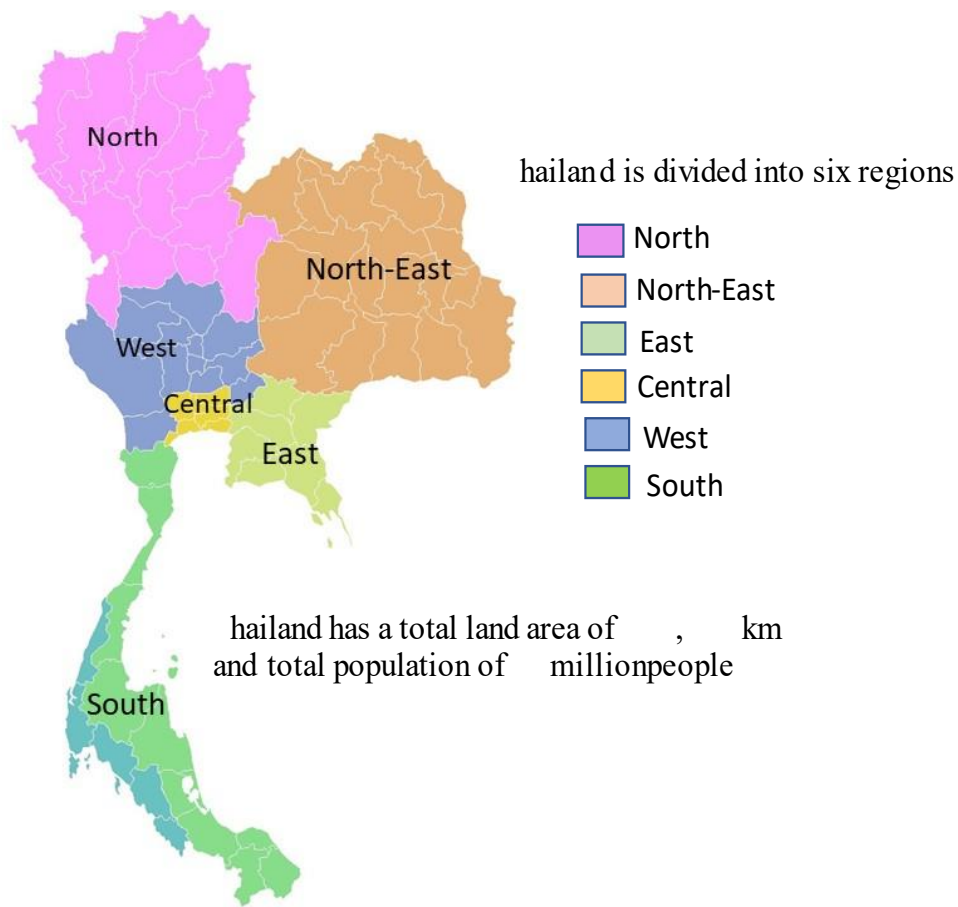 North
hailand is divided into six regions
North
North-East
North-East
East
West
Central
Central
West
East
South
hailand has a total land area of , km
and total population of millionpeople
South